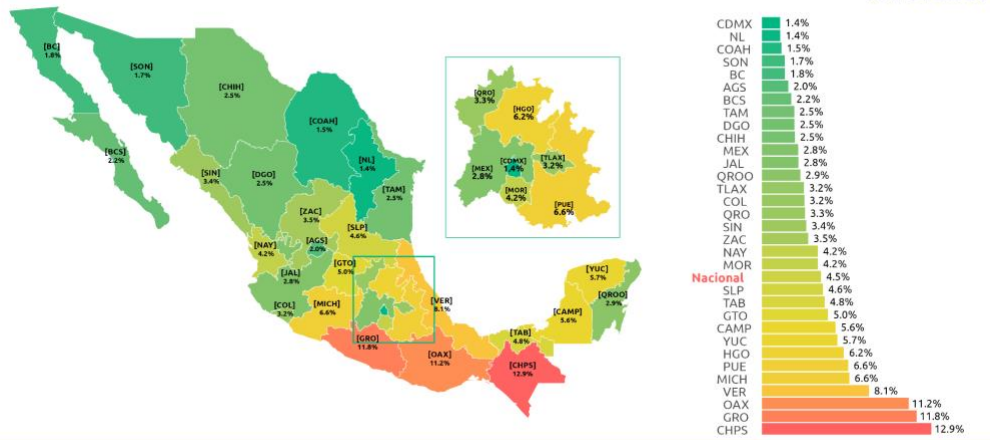 [BC]
1.8%
[SON]
1.7%
[CHIH]
2.5%
[COAH]
1.5%
[NL]
1.4%
[BCS]
2.2%
[SIN]
3.4%
[DGO]
2.5%
[TAM]
2.5%
[ZAC]
3.5%
[SLP]
4.6%
[NAY]
4.2%
[AGS]
2.0%
[JAL]
2.8%
[GTO]
5.0%
[COL]
3.2%
[MICH]
6.6%
[VER]
8.1%
[GRO]
11.8%
[OAX]
11.2%
[TAB]
4.8%
[CHPS]
12.9%
[CAMP]
5.6%
[YUC]
5.7%
[QROO]
2.9%
[QRO]
3.3%
[HGO]
6.2%
[MEX]
2.8%
[CDMX]
1.4%
[TLAX]
3.2%
[MOR]
4.2%
[PUE]
6.6%
CDMX 1.4%
NL 1.4%
COAH 1.5%
SON 1.7%
BC 1.8%
AGS 2.0%
BCS 2.2%
TAM 2.5%
DGO 2.5%
CHIH 2.5%
MEX 2.8%
JAL 2.8%
QROO 2.9%
TLAX 3.2%
COL 3.2%
QRO 3.3%
SIN 3.4%
ZAC 3.5%
NAY 4.2%
MOR 4.2%
Nacional 4.5%
SLP 4.6%
TAB 4.8%
GTO 5.0%
CAMP 5.6%
YUC 5.7%
HGO 6.2%
PUE 6.6%
MICH 6.6%
VER 8.1%
OAX 11.2%
GRO 11.8%
CHPS 12.9%